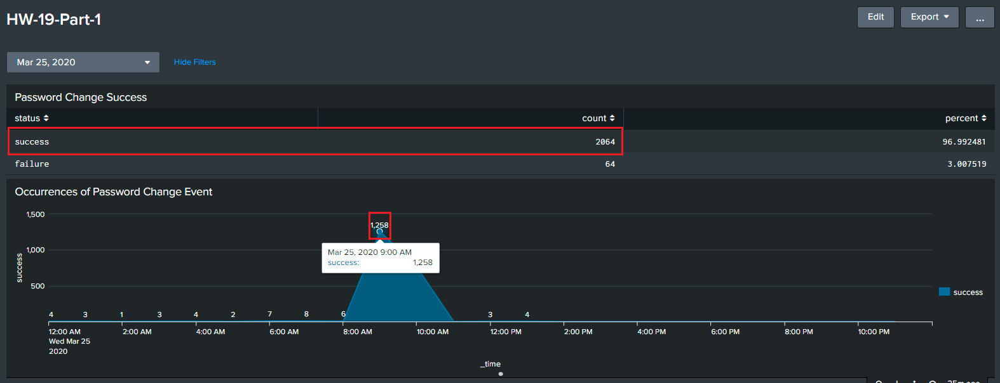 HW-19-Part-1
Edit Export ...
Mar 25, 2020 Hide Filters
Password Change Success
status count percent
success 2064 96.992481
failure 64 3.007519
Occurrences of Password Change Event
1,500
1,258
1,000
Mar 25, 2020 9:00 AM
success: 1,258
success
500
success
4 3 1 3 4 2 7 8 6 3 4
12:00 AM 2:00 AM 4:00 AM 6:00 AM 8:00 AM 10:00 AM 12:00 PM 2:00 PM 4:00 PM 6:00 PM 8:00 PM 10:00 PM
Wed Mar 25
2020
_time